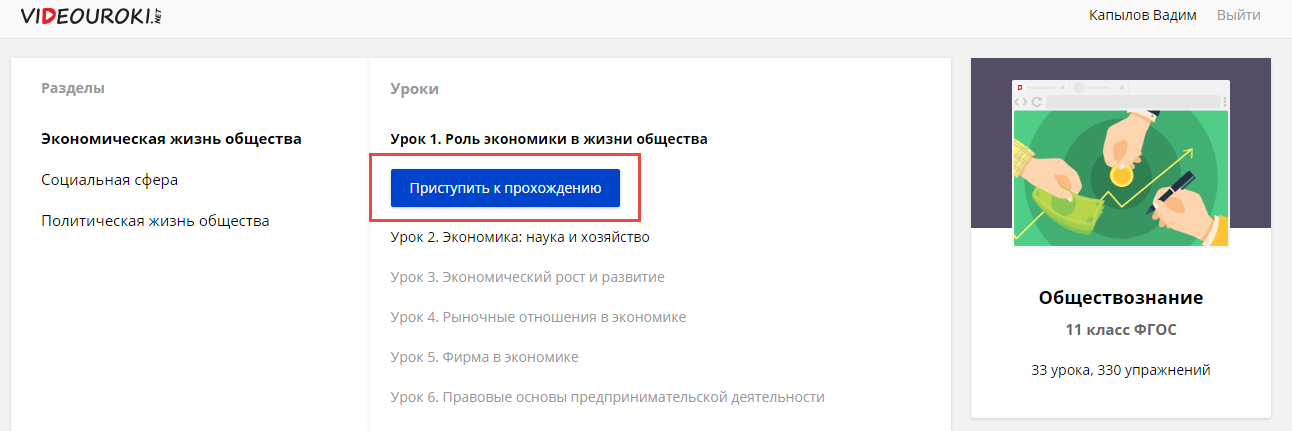 VIDEOUROKI.NET
Капылов Вадим Выйти
Разделы
Экономическая жизнь общества
Социальная сфера
Политическая жизнь общества
Уроки
Урок 1. Роль экономики в жизни общества
Приступить к прохождению
Урок 2. Экономика: наука и хозяйство
Урок 3. Экономический рост и развитие
Урок 4. Рыночные отношения в экономике
Урок 5. Фирма в экономике
Урок 6. Правовые основы предпринимательской деятельности
Обществознание
11 класс ФГОС
33 урока, 330 упражнений